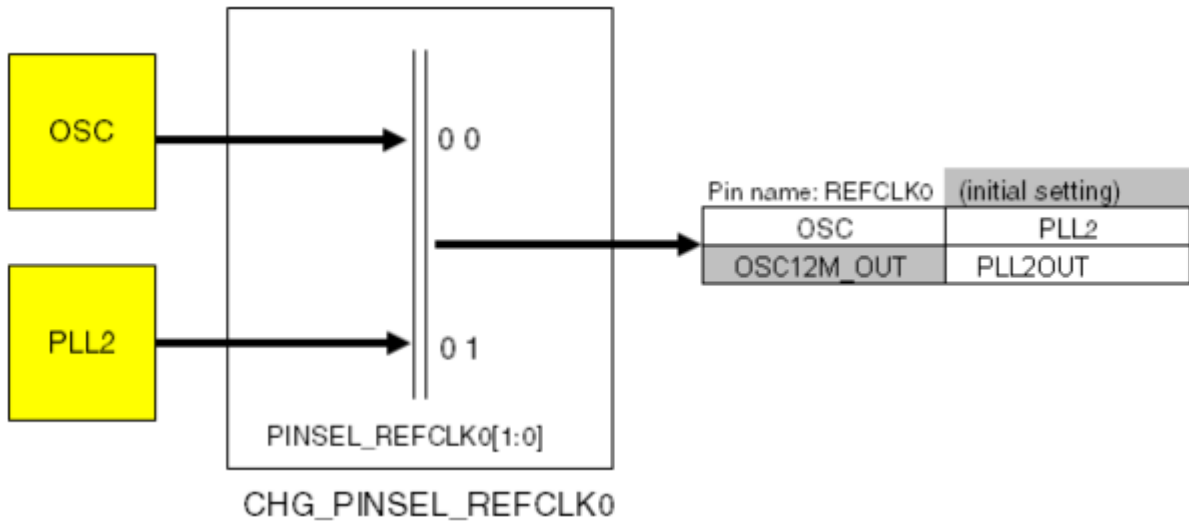 OSC
0 0
Pin name: REFCLK0 (initial setting)
OSC PLL2
OSC12M_OUT PLL2OUT
PLL2
0 1
PINSEL_REFCLK0[1:0]
CHG_PINSEL_REFCLK0